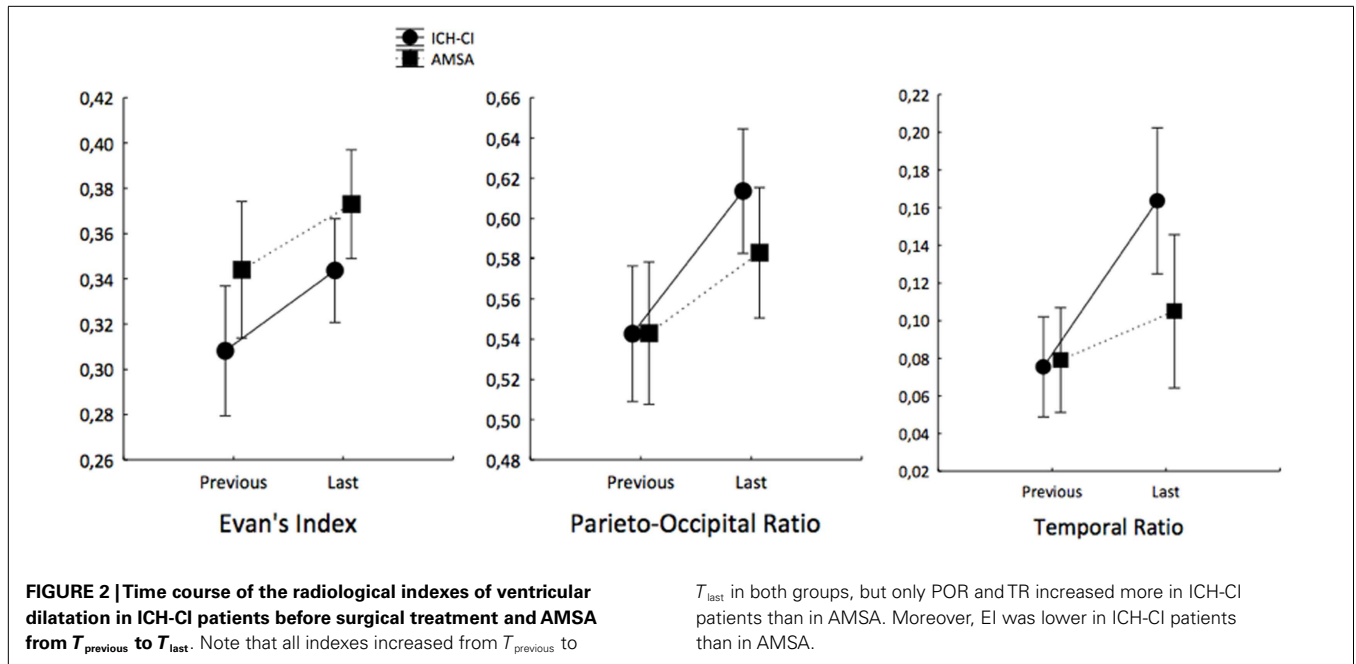 ICH-CI
AMSA
0,42
0,40
0,38
0,36
0,34
0,32
0,30
0,28
0,26
Previous Last
Evan's Index
0,66
0,64
0,62
0,60
0,58
0,56
0,54
0,52
0,50
0,48
Previous Last
Parieto-Occipital Ratio
0,22
0,20
0,18
0,16
0,14
0,12
0,10
0,08
0,06
0,04
0,02
Previous Last
Temporal Ratio
FIGURE 2 | Time course of the radiological indexes of ventricular
dilatation in ICH-CI patients before surgical treatment and AMSA
from Tprevious to Tlast. Note that all indexes increased from Tprevious to
Tlast in both groups, but only POR and TR increased more in ICH-CI
patients than in AMSA. Moreover, EI was lower in ICH-CI patients
than in AMSA.